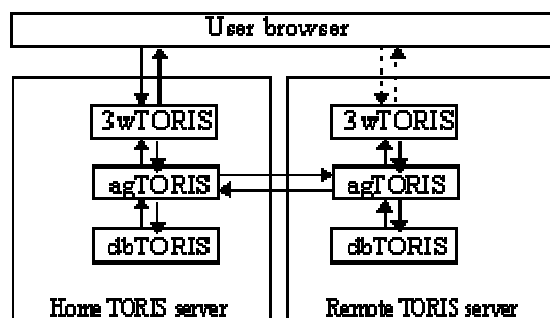 User browser
3wTORIS 3wTORIS
agTORIS agTORIS
dbTORIS dbTORIS
Home TORIS server Remote TORIS server